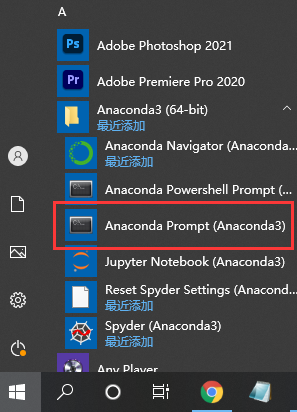 A
Ps
Adobe Photoshop 2021
Pr
Adobe Premiere Pro 2020
Anaconda3 (64-bit)
最近添加
Anaconda Navigator (Anaconda...
最近添加
Anaconda Powershell Prompt (...
Anaconda Prompt (Anaconda3)
Jupyter Notebook (Anaconda3)
Reset Spyder Settings (Anacond...
最近添加
Spyder (Anaconda3)
最近添加
Any Player